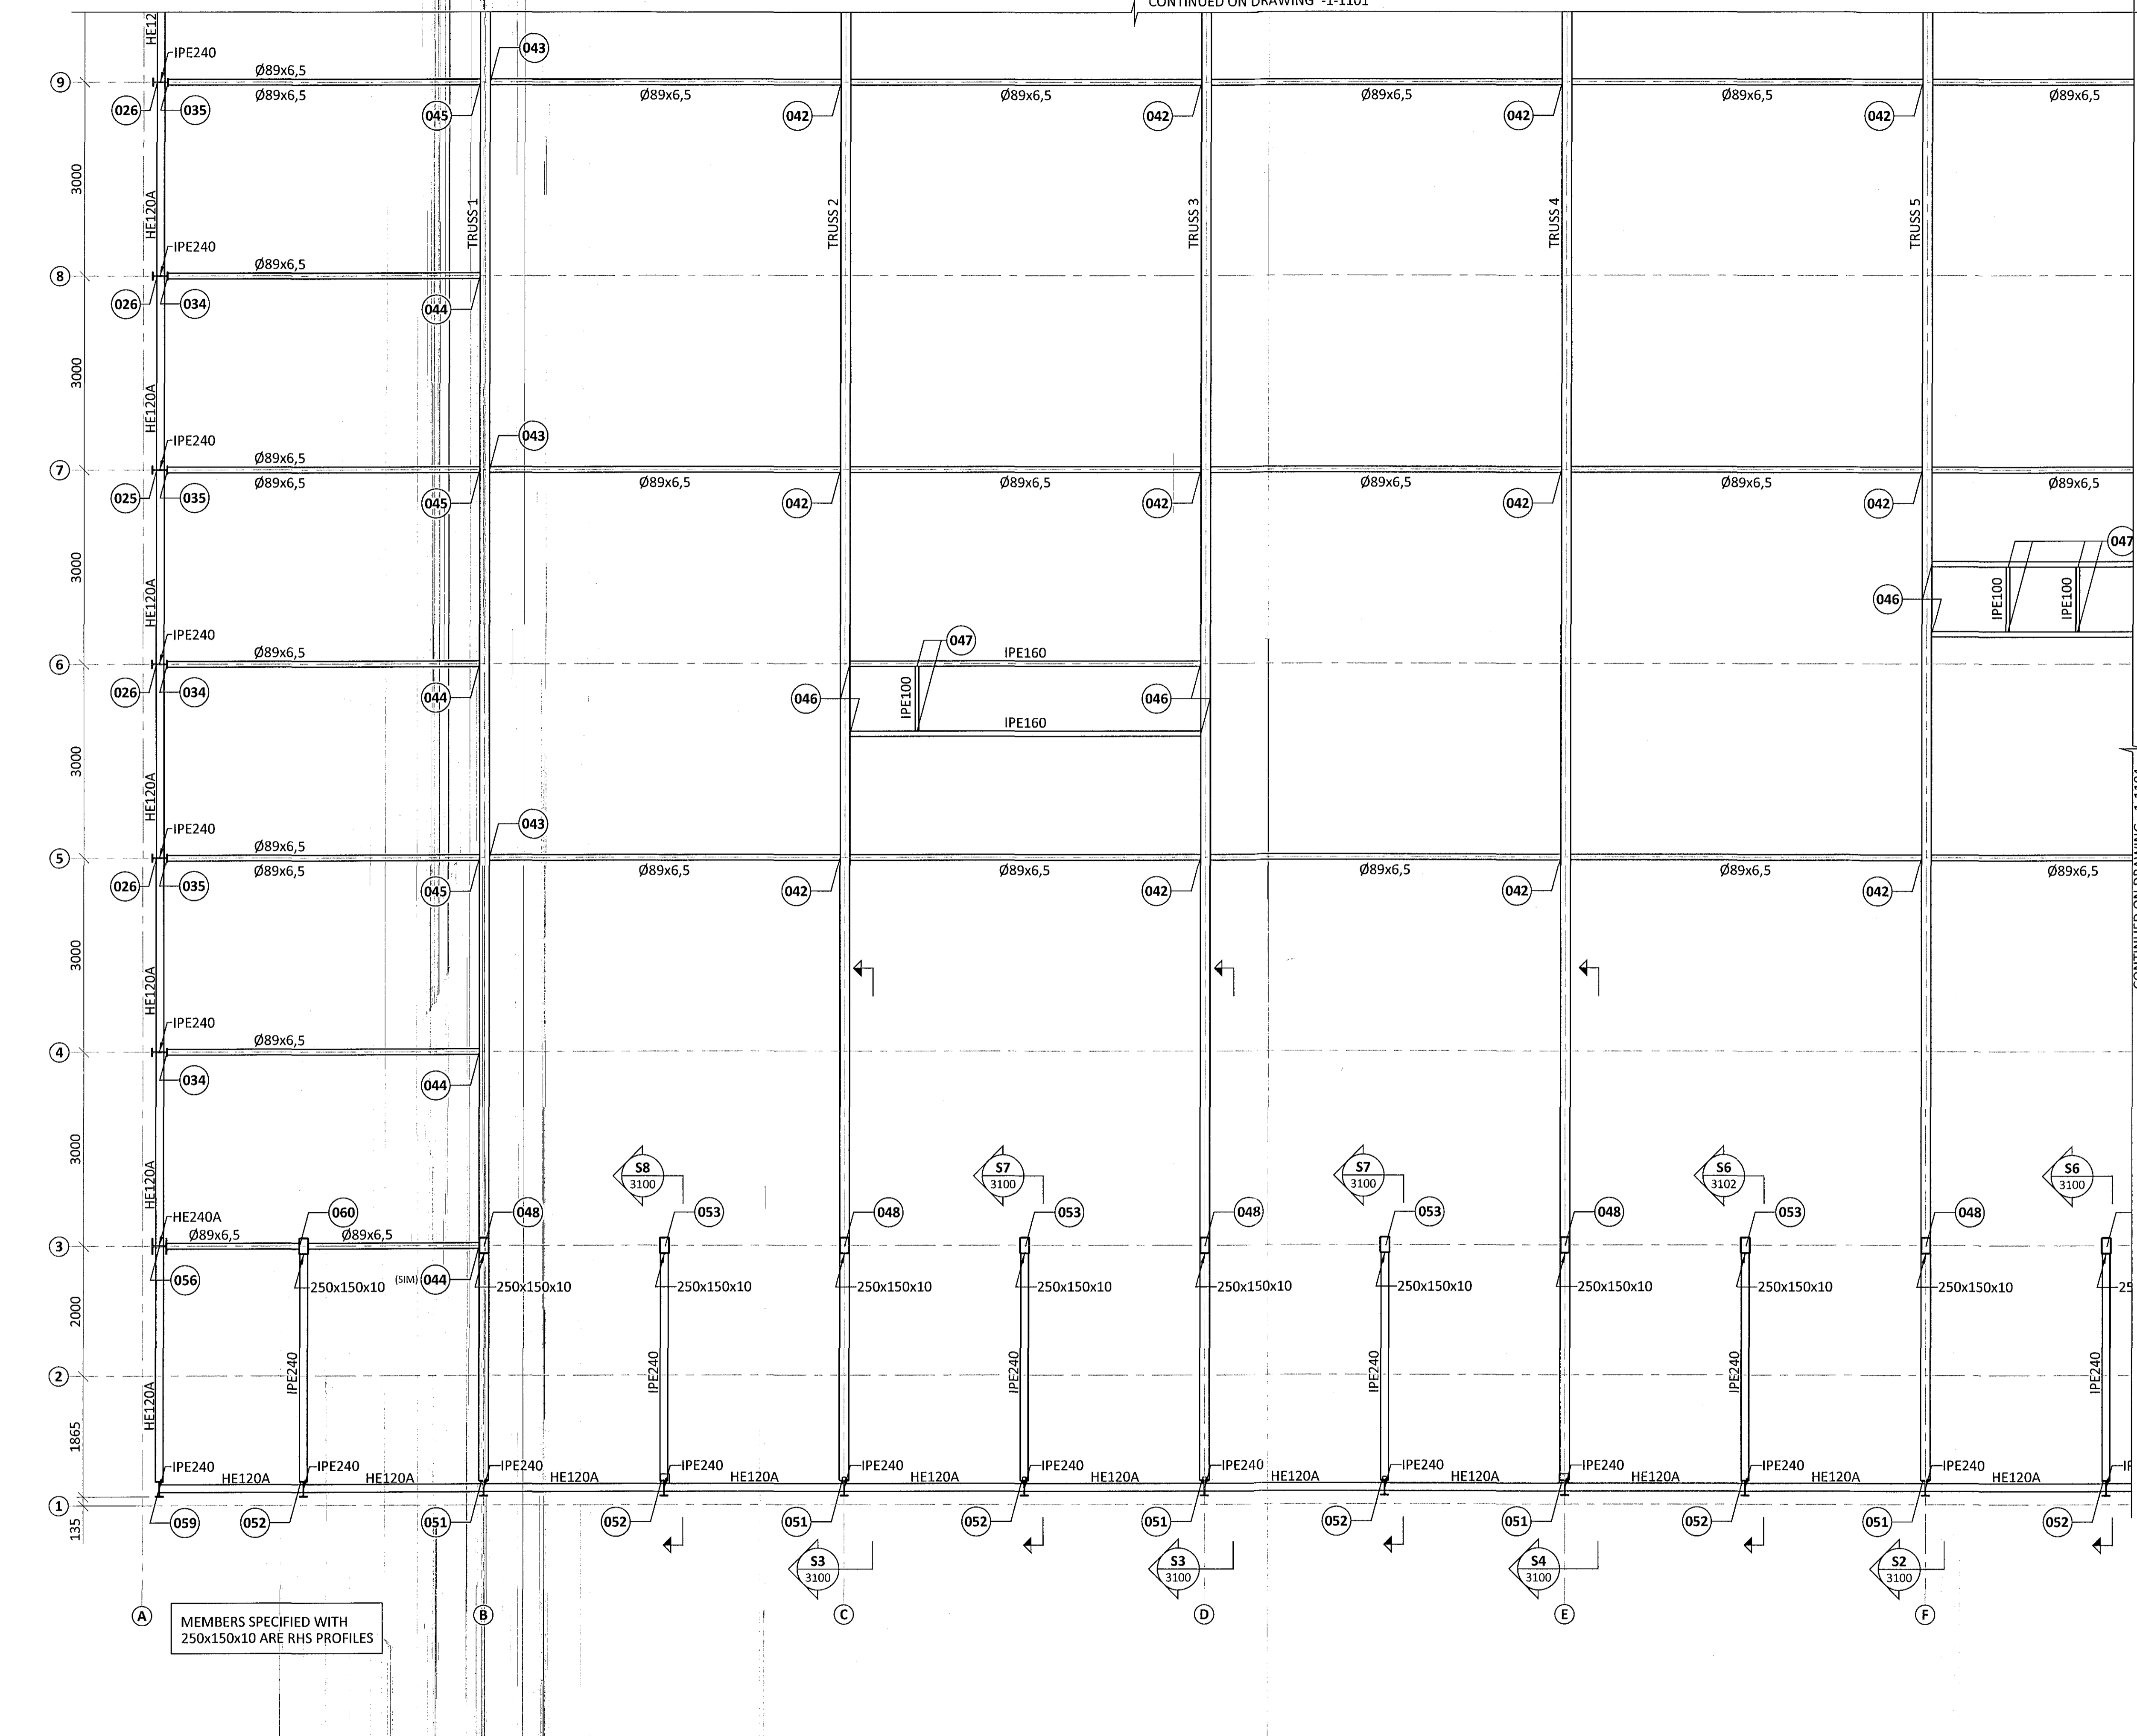 CONTINUED ON DRAWING -1-1101
HE12
IPE240
043
9
Ø89x6,5
Ø89x6,5 Ø89x6,5 Ø89x6,5 Ø89x6,5 Ø89x6,5 Ø89x6,5
026 035 045 042 042 042 042
3000
HE120A
TRUSS 1 TRUSS 2 TRUSS 3 TRUSS 4 TRUSS 5
IPE240
8
Ø89x6,5
026 034 044
3000
HE120A
IPE240
043
7
Ø89x6,5
Ø89x6,5 Ø89x6,5 Ø89x6,5 Ø89x6,5 Ø89x6,5 Ø89x6,5
025 035 045 042 042 042 042
047
3000
HE120A
IPE100 IPE100
046
IPE240
047
6
Ø89x6,5
IPE160
026 034 044 046 IPE100 046
IPE160
3000
HE120A
IPE240
043
5
Ø89x6,5
Ø89x6,5 Ø89x6,5 Ø89x6,5 Ø89x6,5 Ø89x6,5 Ø89x6,5
026 035 045 042 042 042 042
3000
HE120A
IPE240
4
Ø89x6,5
034 044
3000
HE120A
S8 S7 S7 S6 S6
3100 3100 3100 3102 3100
HE240A 060 048 053 048 053 048 053 048 053 048
3
Ø89x6,5 Ø89x6,5
056 (SIM) 044
250x150x10 250x150x10 250x150x10 250x150x10 250x150x10 250x150x10 250x150x10 250x150x10 250x150x10 250x150x10 25
2000
IPE240 IPE240 IPE240 IPE240 IPE240 IPE240
2
HE120A
1865
IPE240 IPE240 IPE240 IPE240 IPE240 IPE240 IPE240 IPE240 IPE240 IPE240 IPE240
HE120A HE120A HE120A HE120A HE120A HE120A HE120A HE120A HE120A HE120A
1
135
059 052 051 052 051 052 051 052 051 052 051 052
S3 S3 S4 S2
3100 3100 3100 3100
A B C D E F
MEMBERS SPECIFIED WITH
250x150x10 ARE RHS PROFILES